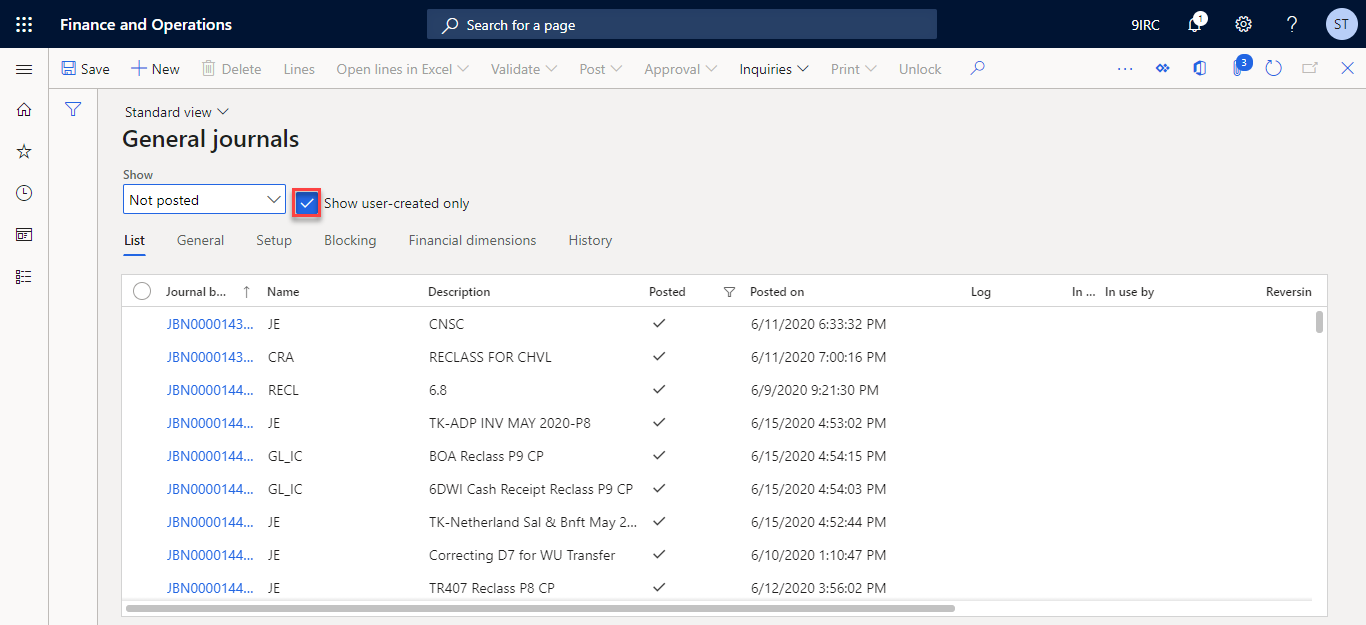 Finance and Operations
Search for a page
9IRC
1
?
ST
Save
New
Delete
Lines
Open lines in Excel
Validate
Post
Approval
Inquiries
Print
Unlock
...
3
Standard view
General journals
Show
Not posted
Show user-created only
List General Setup Blocking Financial dimensions History
Journal b... Name Description Posted Posted on Log In ... In use by Reversin
JBN0000143... JE CNSC 6/11/2020 6:33:32 PM
JBN0000143... CRA RECLASS FOR CHVL 6/11/2020 7:00:16 PM
JBN0000144... RECL 6.8 6/9/2020 9:21:30 PM
JBN0000144... JE TK-ADP INV MAY 2020-P8 6/15/2020 4:53:02 PM
JBN0000144... GL_IC BOA Reclass P9 CP 6/15/2020 4:54:15 PM
JBN0000144... GL_IC 6DWI Cash Receipt Reclass P9 CP 6/15/2020 4:54:03 PM
JBN0000144... JE TK-Netherland Sal & Bnft May 2... 6/15/2020 4:52:44 PM
JBN0000144... JE Correcting D7 for WU Transfer 6/10/2020 1:10:47 PM
JBN0000144... JE TR407 Reclass P8 CP 6/12/2020 3:56:02 PM